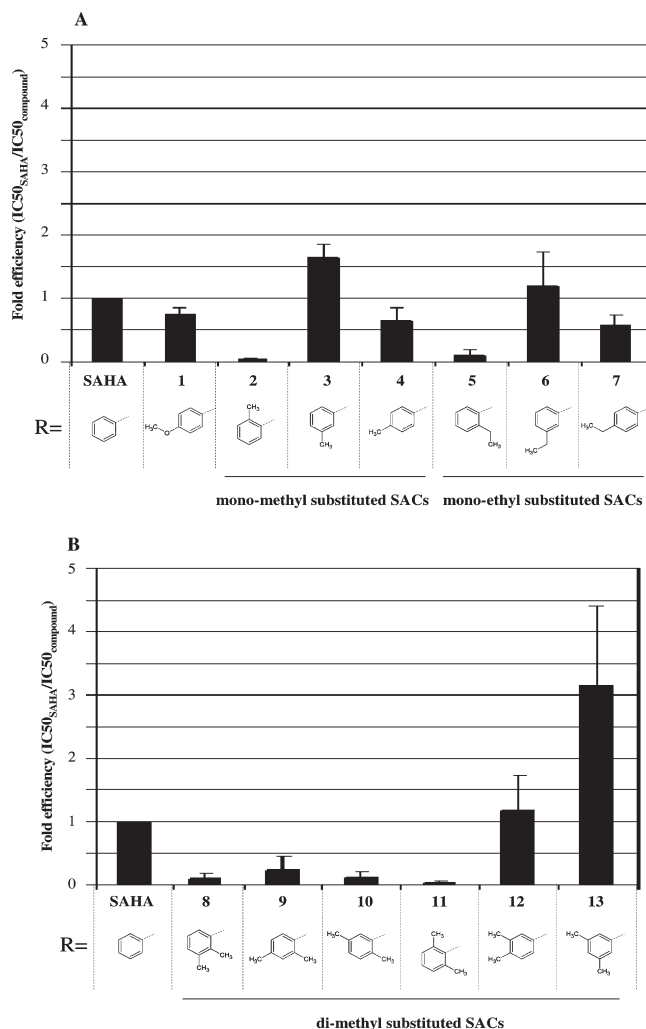 A
Fold efficiency (IC50SAHA/IC50compound)
5
4
3
2
1
0
SAHA 1 2 3 4 5 6 7
R=
H3C O
CH3
CH3
H3C
CH3
H3C
H3C
mono-methyl substituted SACs mono-ethyl substituted SACs
B
Fold efficiency (IC50SAHA/IC50compound)
5
4
3
2
1
0
SAHA 8 9 10 11 12 13
R=
CH3
CH3
H3C
CH3
H3C
CH3
CH3
CH3
H3C
H3C
H3C
CH3
di-methyl substituted SACs